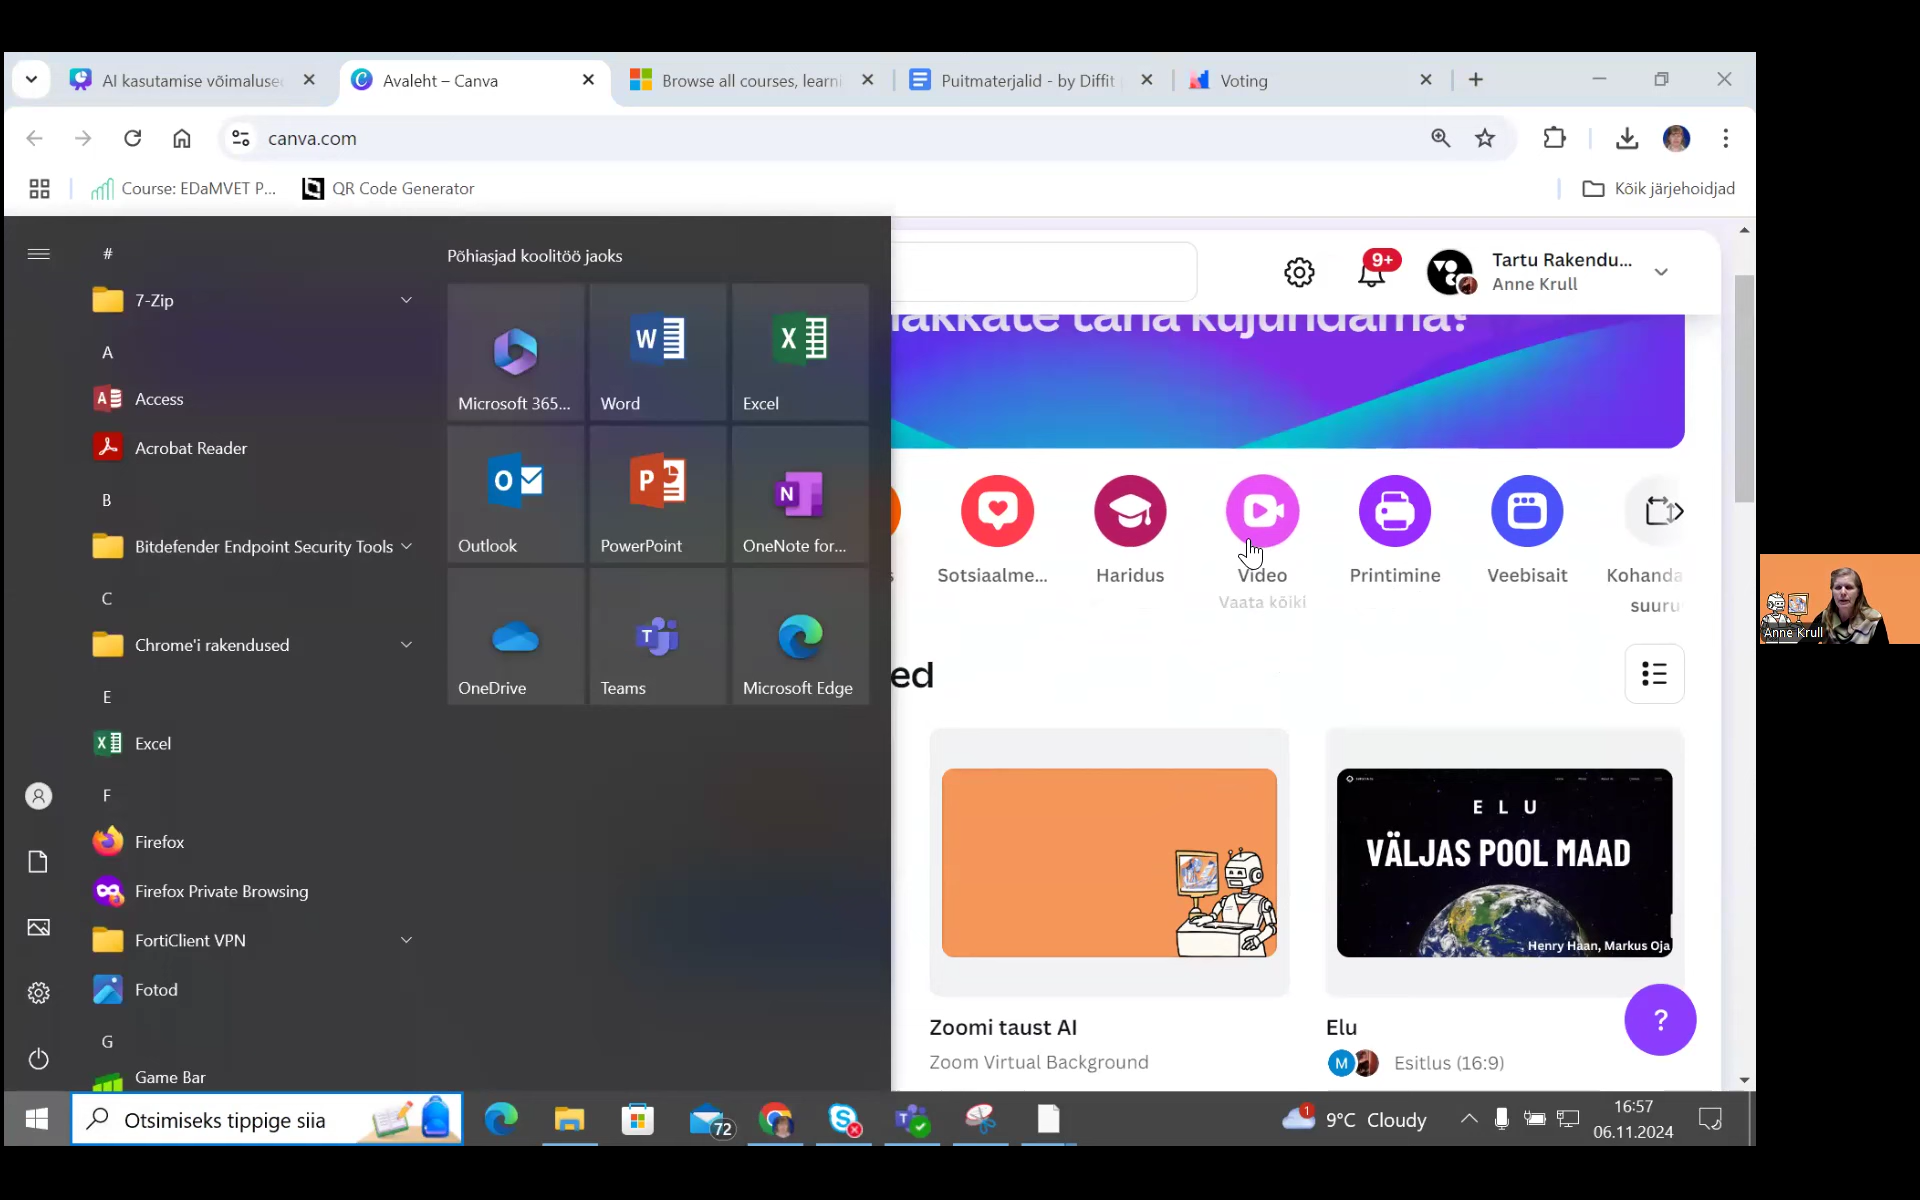 AI kasutamise võimaluse
Avaleht – Canva
Browse all courses, learni
Puitmaterjalid - by Diffit
Voting
canva.com
Course: EDaMVET P...
QR Code Generator
Kõik järjehoidjad
#
7-Zip
A
Access
Acrobat Reader
B
Bitdefender Endpoint Security Tools
C
Chrome'i rakendused
E
Excel
F
Firefox
Firefox Private Browsing
FortiClient VPN
Fotod
G
Game Bar
Põhiasjad koolitöö jaoks
Microsoft 365...
Word
Excel
Outlook
PowerPoint
OneNote for...
OneDrive
Teams
Microsoft Edge
9+
Tartu Rakendu...
Anne Krull
täna kujundama?
Sotsiaalme...
Haridus
Video
Vaata kõiki
Printimine
Veebisait
Kohanda
suuru
ed
ELU
VÄLJAS POOL MAAD
Henry Haan, Markus Oja
Zoomi taust AI
Zoom Virtual Background
Elu
M
Esitlus (16:9)
?
Anne Krull
Otsimiseks tippige siia
72
1
9°C Cloudy
16:57
06.11.2024